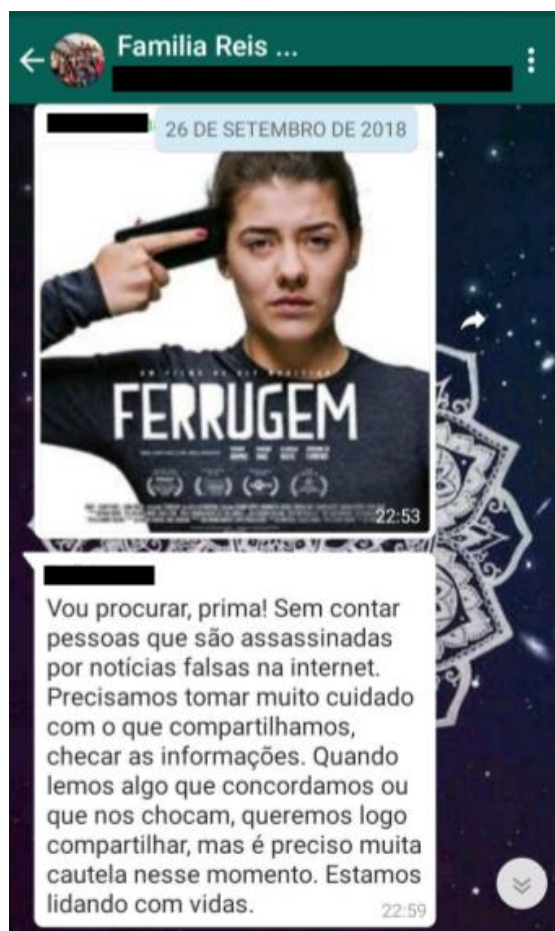 Familia Reis ...
26 DE SETEMBRO DE 2018
FERRUGEM
22:53
Vou procurar, prima! Sem contar
pessoas que são assassinadas
por notícias falsas na internet.
Precisamos tomar muito cuidado
com o que compartilhamos,
checar as informações. Quando
lemos algo que concordamos ou
que nos chocam, queremos logo
compartilhar, mas é preciso muita
cautela nesse momento. Estamos
lidando com vidas.
22:59